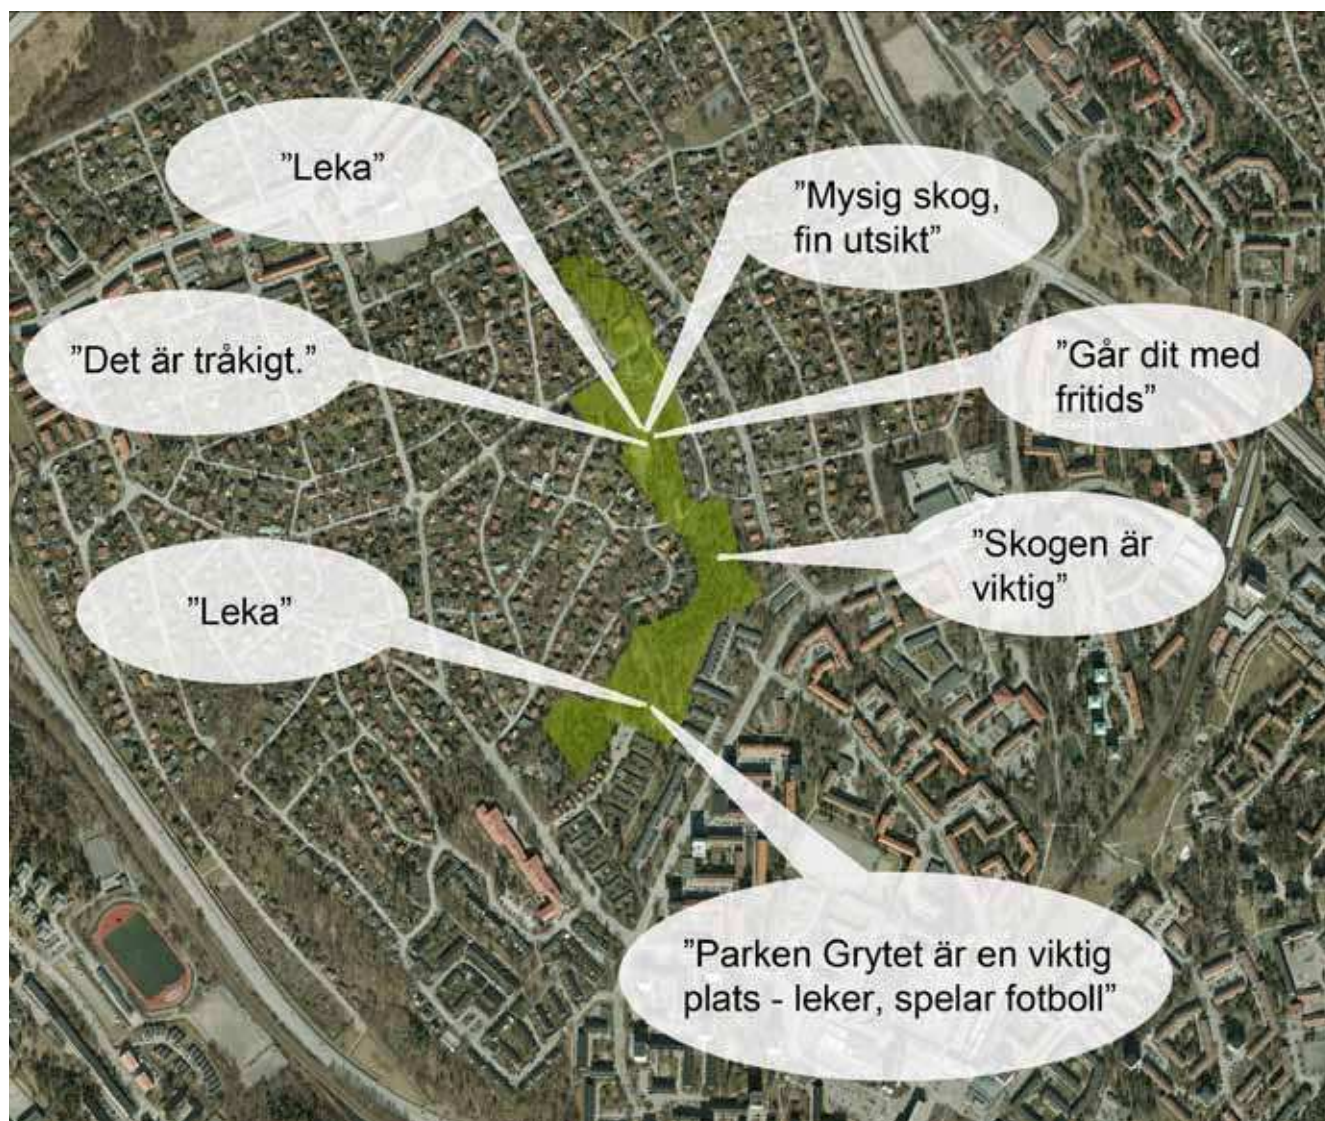 ”Leka”
”Mysig skog,
fin utsikt”
”Det är tråkigt.”
”Går dit med
fritids”
”Skogen är
viktig”
”Leka”
”Parken Grytet är en viktig
plats - leker, spelar fotboll”